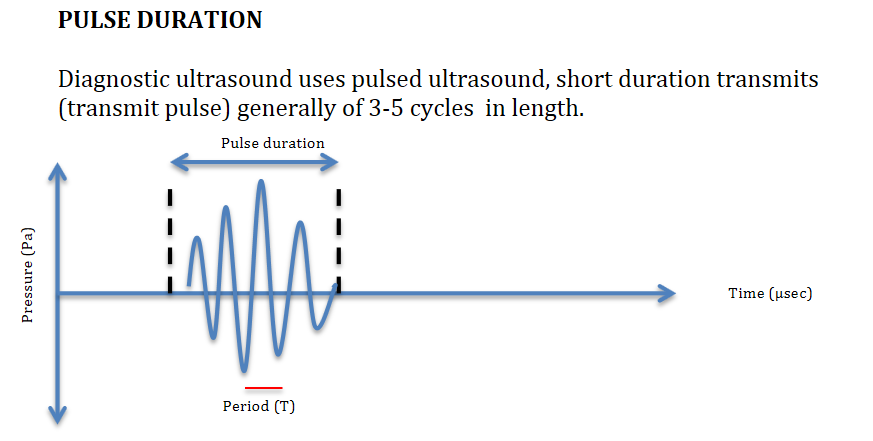 PULSE DURATION
Diagnostic ultrasound uses pulsed ultrasound, short duration transmits
(transmit pulse) generally of 3-5 cycles  in length.
Pulse duration
Pressure (Pa)
Time (μsec)
Period (T)